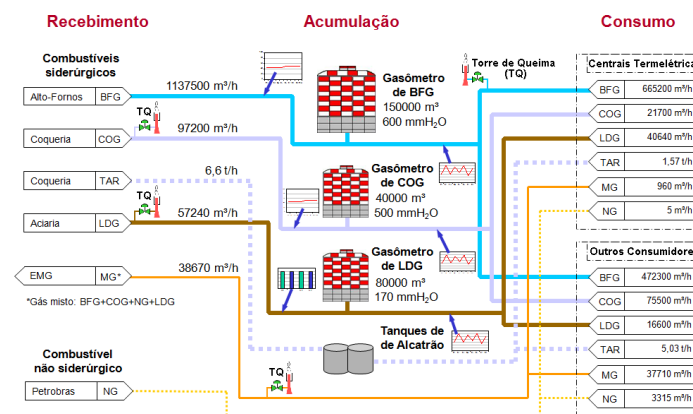 Recebimento
Acumulação
Consumo
Combustíveis
siderúrgicos
Alto-Fornos BFG
1137500 m³/h
Coqueria COG
TQ
97200 m³/h
Coqueria TAR
6,6 t/h
Aciaria LDG
TQ
57240 m³/h
EMG MG*
38670 m³/h
*Gás misto: BFG+COG+NG+LDG
Combustível
não siderúrgico
Petrobras NG
TQ
Gasômetro
de BFG
150000 m³
600 mmH2O
Gasômetro
de COG
40000 m³
500 mmH2O
Gasômetro
de LDG
80000 m³
170 mmH2O
Tanques de
de Alcatrão
Torre de Queima
(TQ)
Centrais Termelétrica
BFG 665200 m³/h
COG 21700 m³/h
LDG 40640 m³/h
TAR 1,57 t/h
MG 960 m³/h
NG 5 m³/h
Outros Consumidore
BFG 472300 m³/h
COG 75500 m³/h
LDG 16600 m³/h
TAR 5,03 t/h
MG 37710 m³/h
NG 3315 m³/h